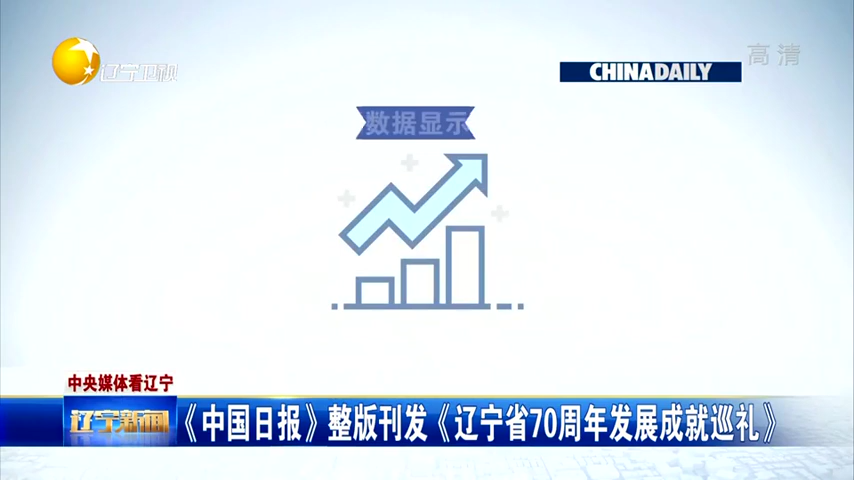 辽宁卫视
CHINADAILY
高清
数据显示
中央媒体看辽宁
辽宁新闻
《中国日报》整版刊发《辽宁省70周年发展成就巡礼》